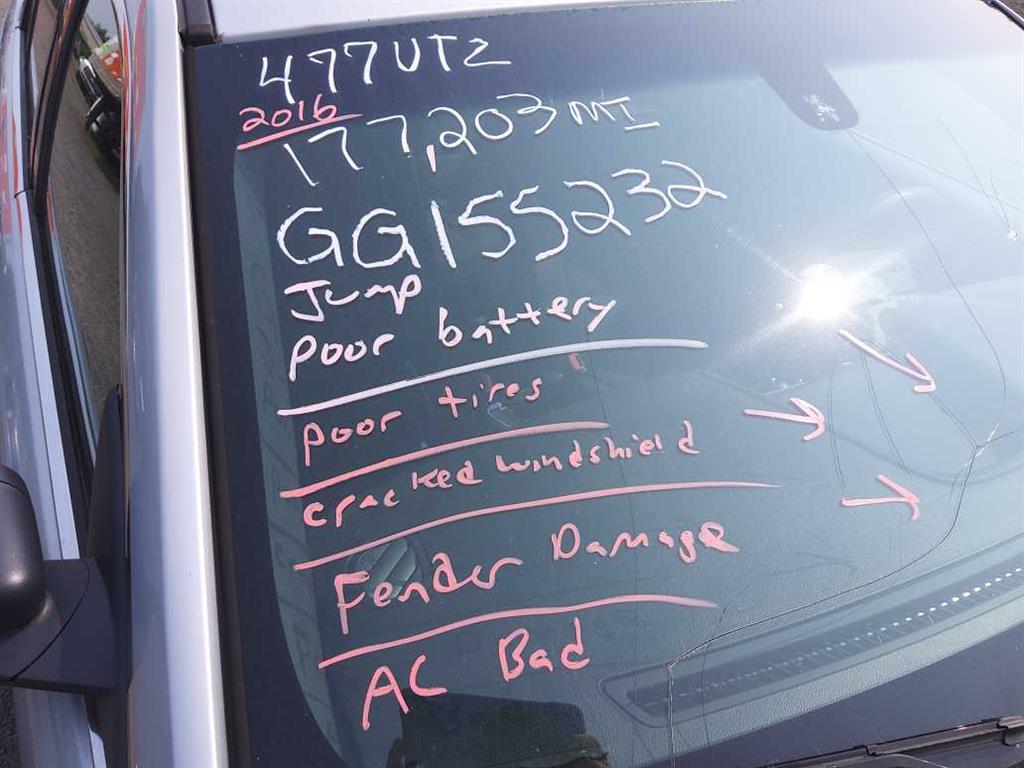 477UTZ
2016
177,203 MI
GG155232
Jump
Poor battery
Poor tires
cracked windshield
Fender Damage
AC Bad